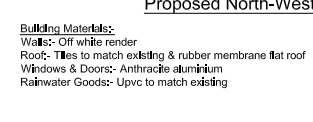 Proposed North-West
Building Materials:-
Walls:- Off white render
Roof:- Tiles to match existing & rubber membrane flat roof
Windows & Doors:- Anthracite aluminium
Rainwater Goods:- Upvc to match existing